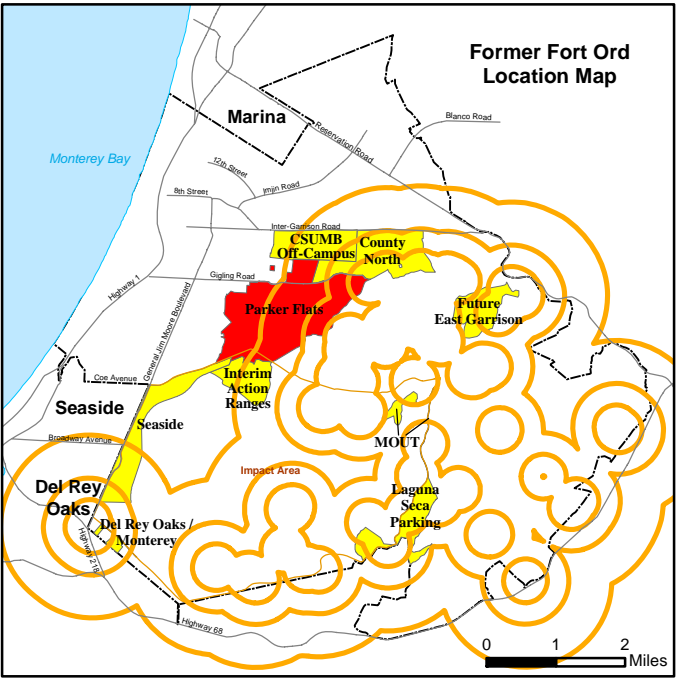 Former Fort Ord
Location Map
Marina
Blanco Road
Reservation Road
Monterey Bay
12th Street
Imjin Road
8th Street
Inter-Garrison Road
CSUMB
Off-Campus
County
North
Gigling Road
Highway 1
General Jim Moore Boulevard
Parker Flats
Future
East Garrison
Coe Avenue
Interim
Action
Ranges
Seaside
Seaside
Broadway Avenue
MOUT
Impact Area
Del Rey
Oaks
Laguna
Seca
Parking
Del Rey Oaks /
Monterey
Highway 218
Highway 68
0 1 2
Miles